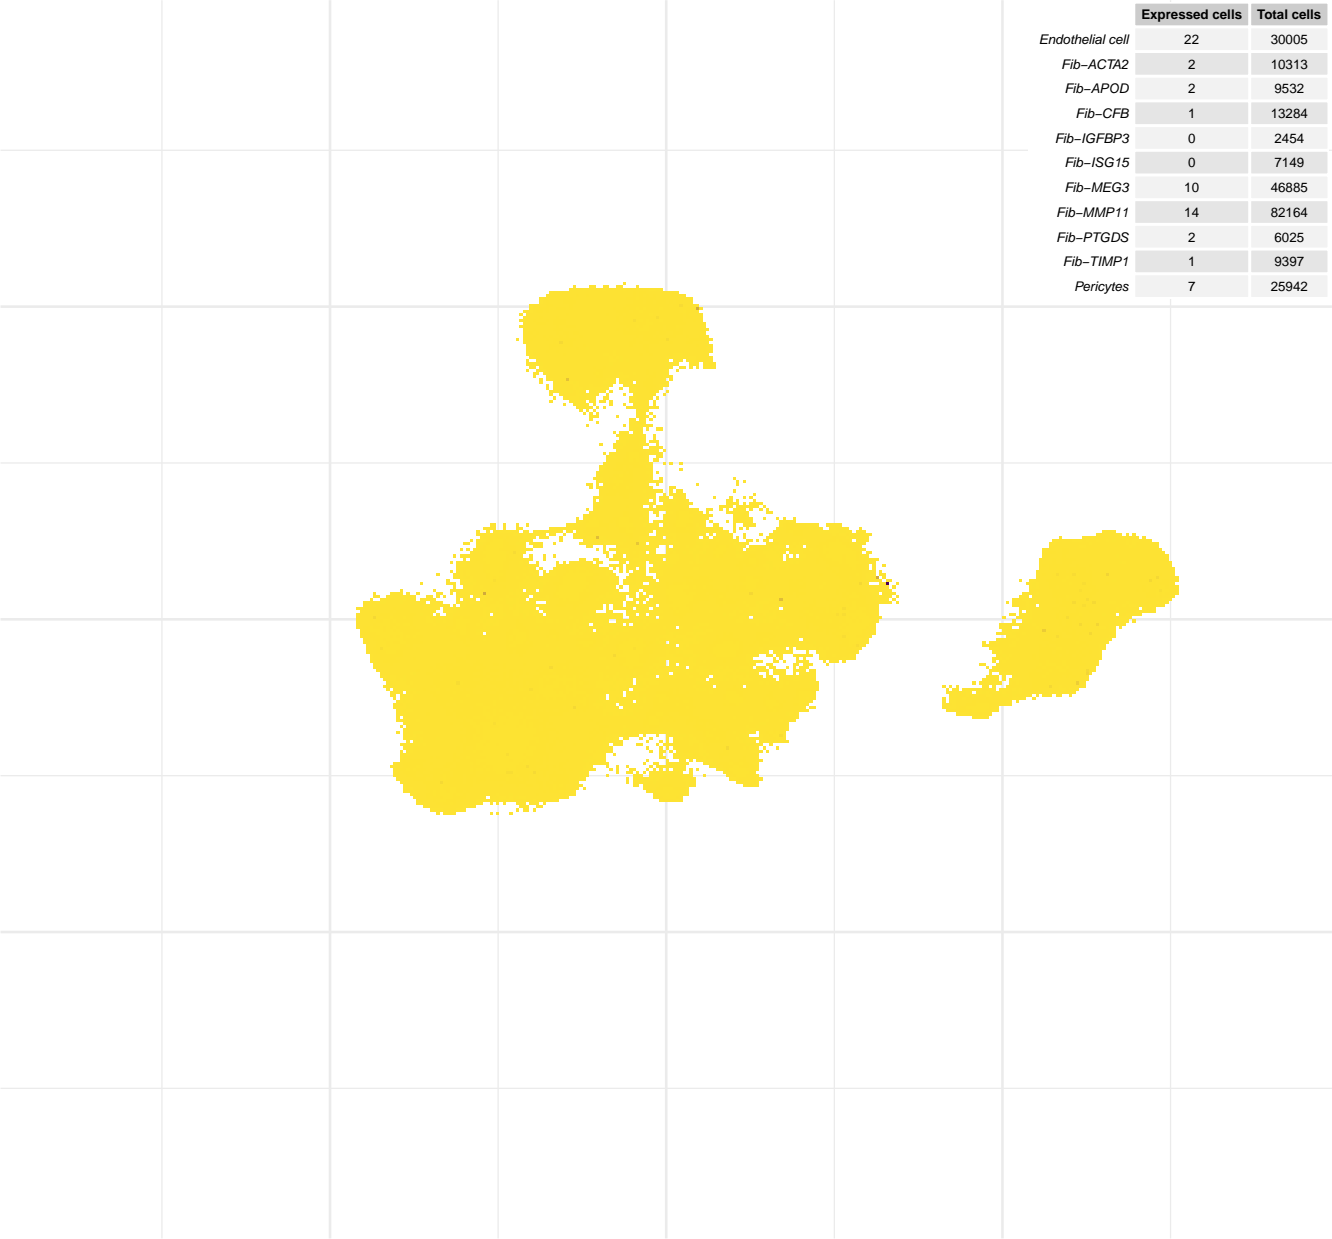 Expressed cells Total cells
Endothelial cell 22 30005
Fib−ACTA2 2 10313
Fib−APOD 2 9532
Fib−CFB 1 13284
Fib−IGFBP3 0 2454
Fib−ISG15 0 7149
Fib−MEG3 10 46885
Fib−MMP11 14 82164
Fib−PTGDS 2 6025
Fib−TIMP1 1 9397
Pericytes 7 25942